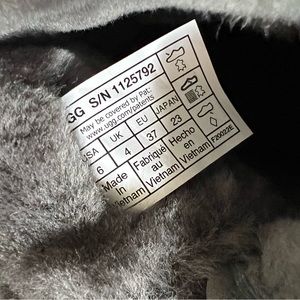 GG S/N 1125792
May be covered by Pat:
www.ugg.com/patents
USA UK EU JAPAN
6 4 37 23
Made in Vietnam
Fabriqué au Vietnam
Hecho en Vietnam
F20022E